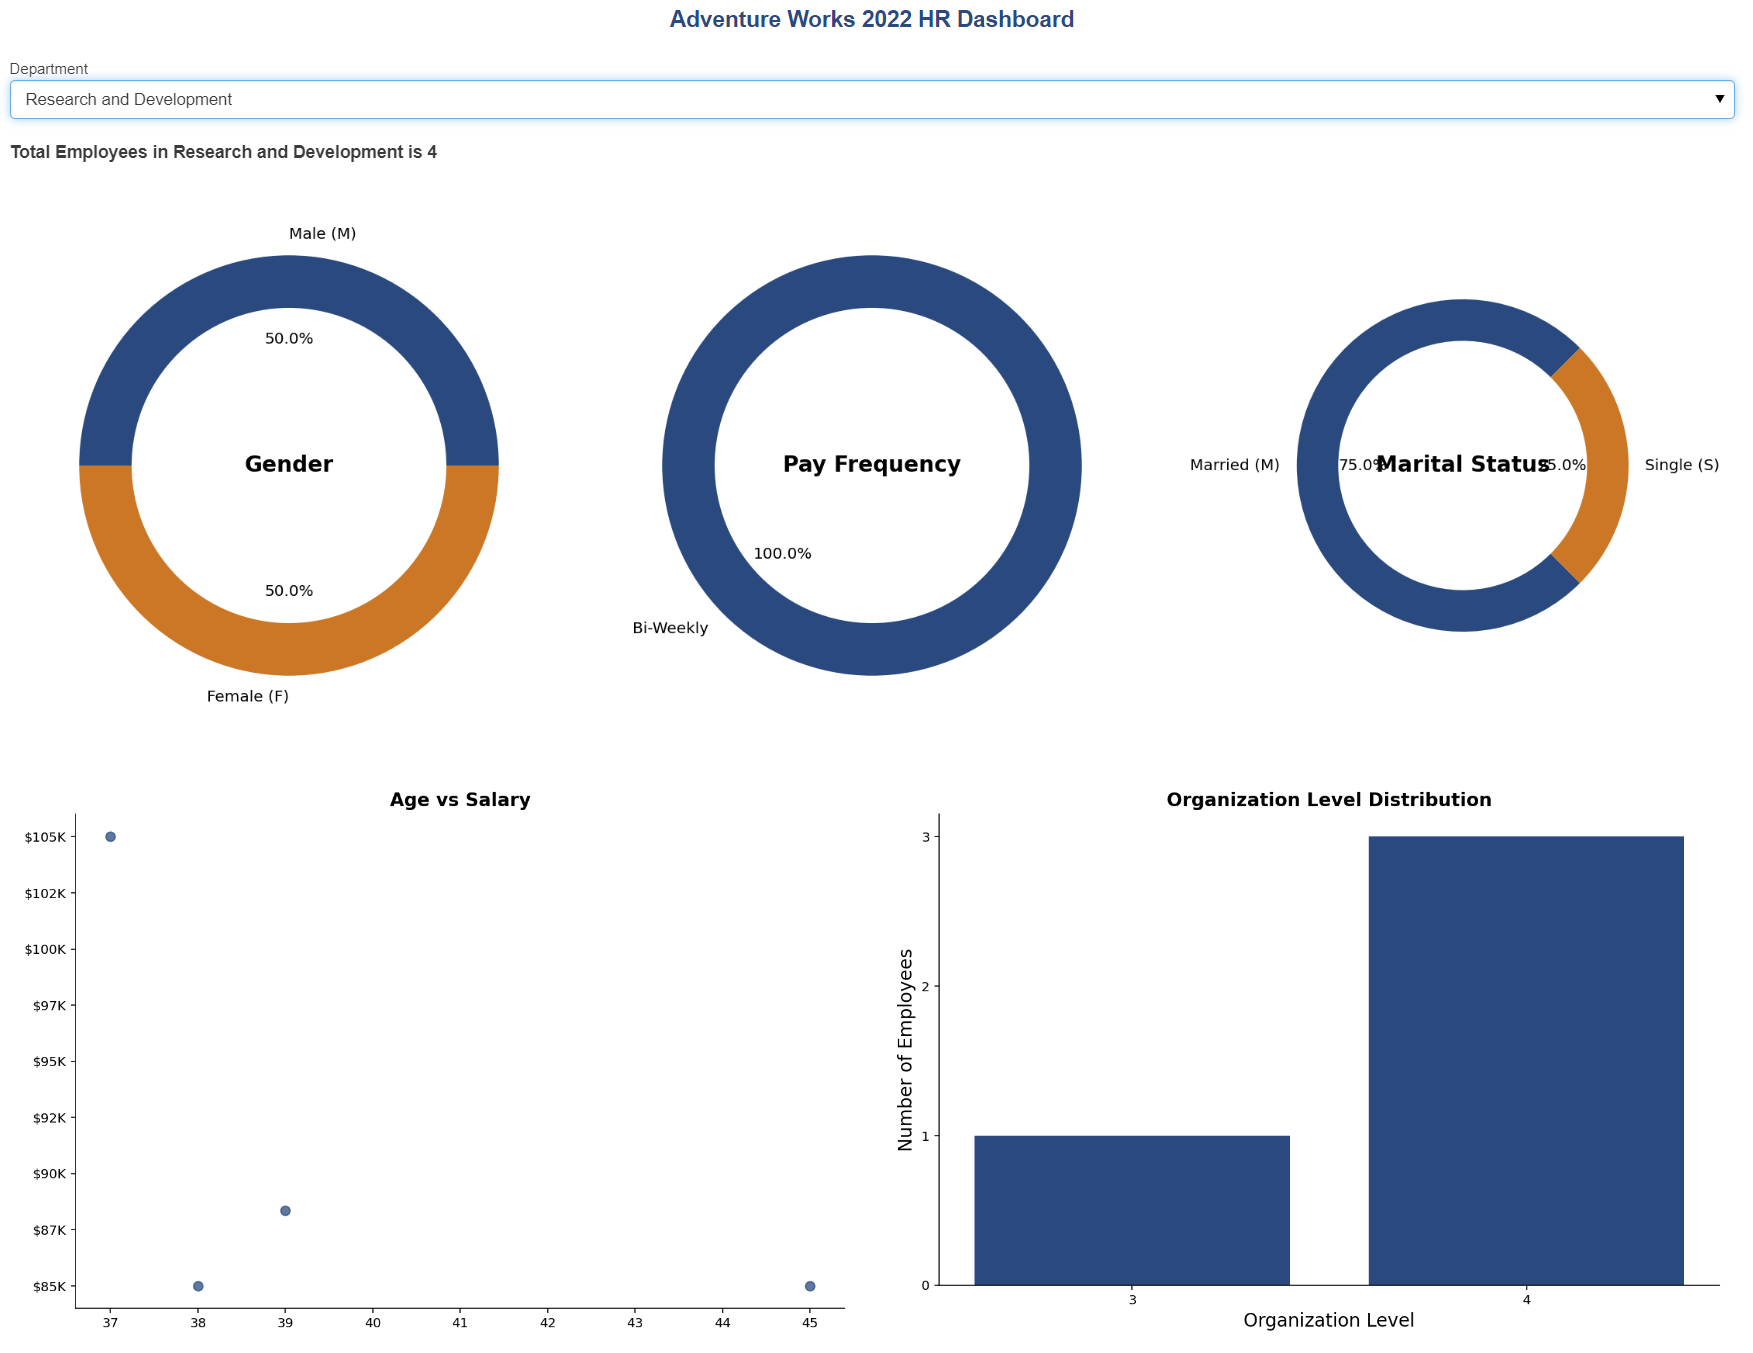 Adventure Works 2022 HR Dashboard
Department
Research and Development
Total Employees in Research and Development is 4
Male (M)
50.0%
Gender
50.0%
Female (F)
Pay Frequency
100.0%
Bi-Weekly
Married (M)
75.0%
Marital Status
25.0%
Single (S)
Age vs Salary
$105K
$102K
$100K
$97K
$95K
$92K
$90K
$87K
$85K
37 38 39 40 41 42 43 44 45
Organization Level Distribution
Number of Employees
3
2
1
0
3 4
Organization Level